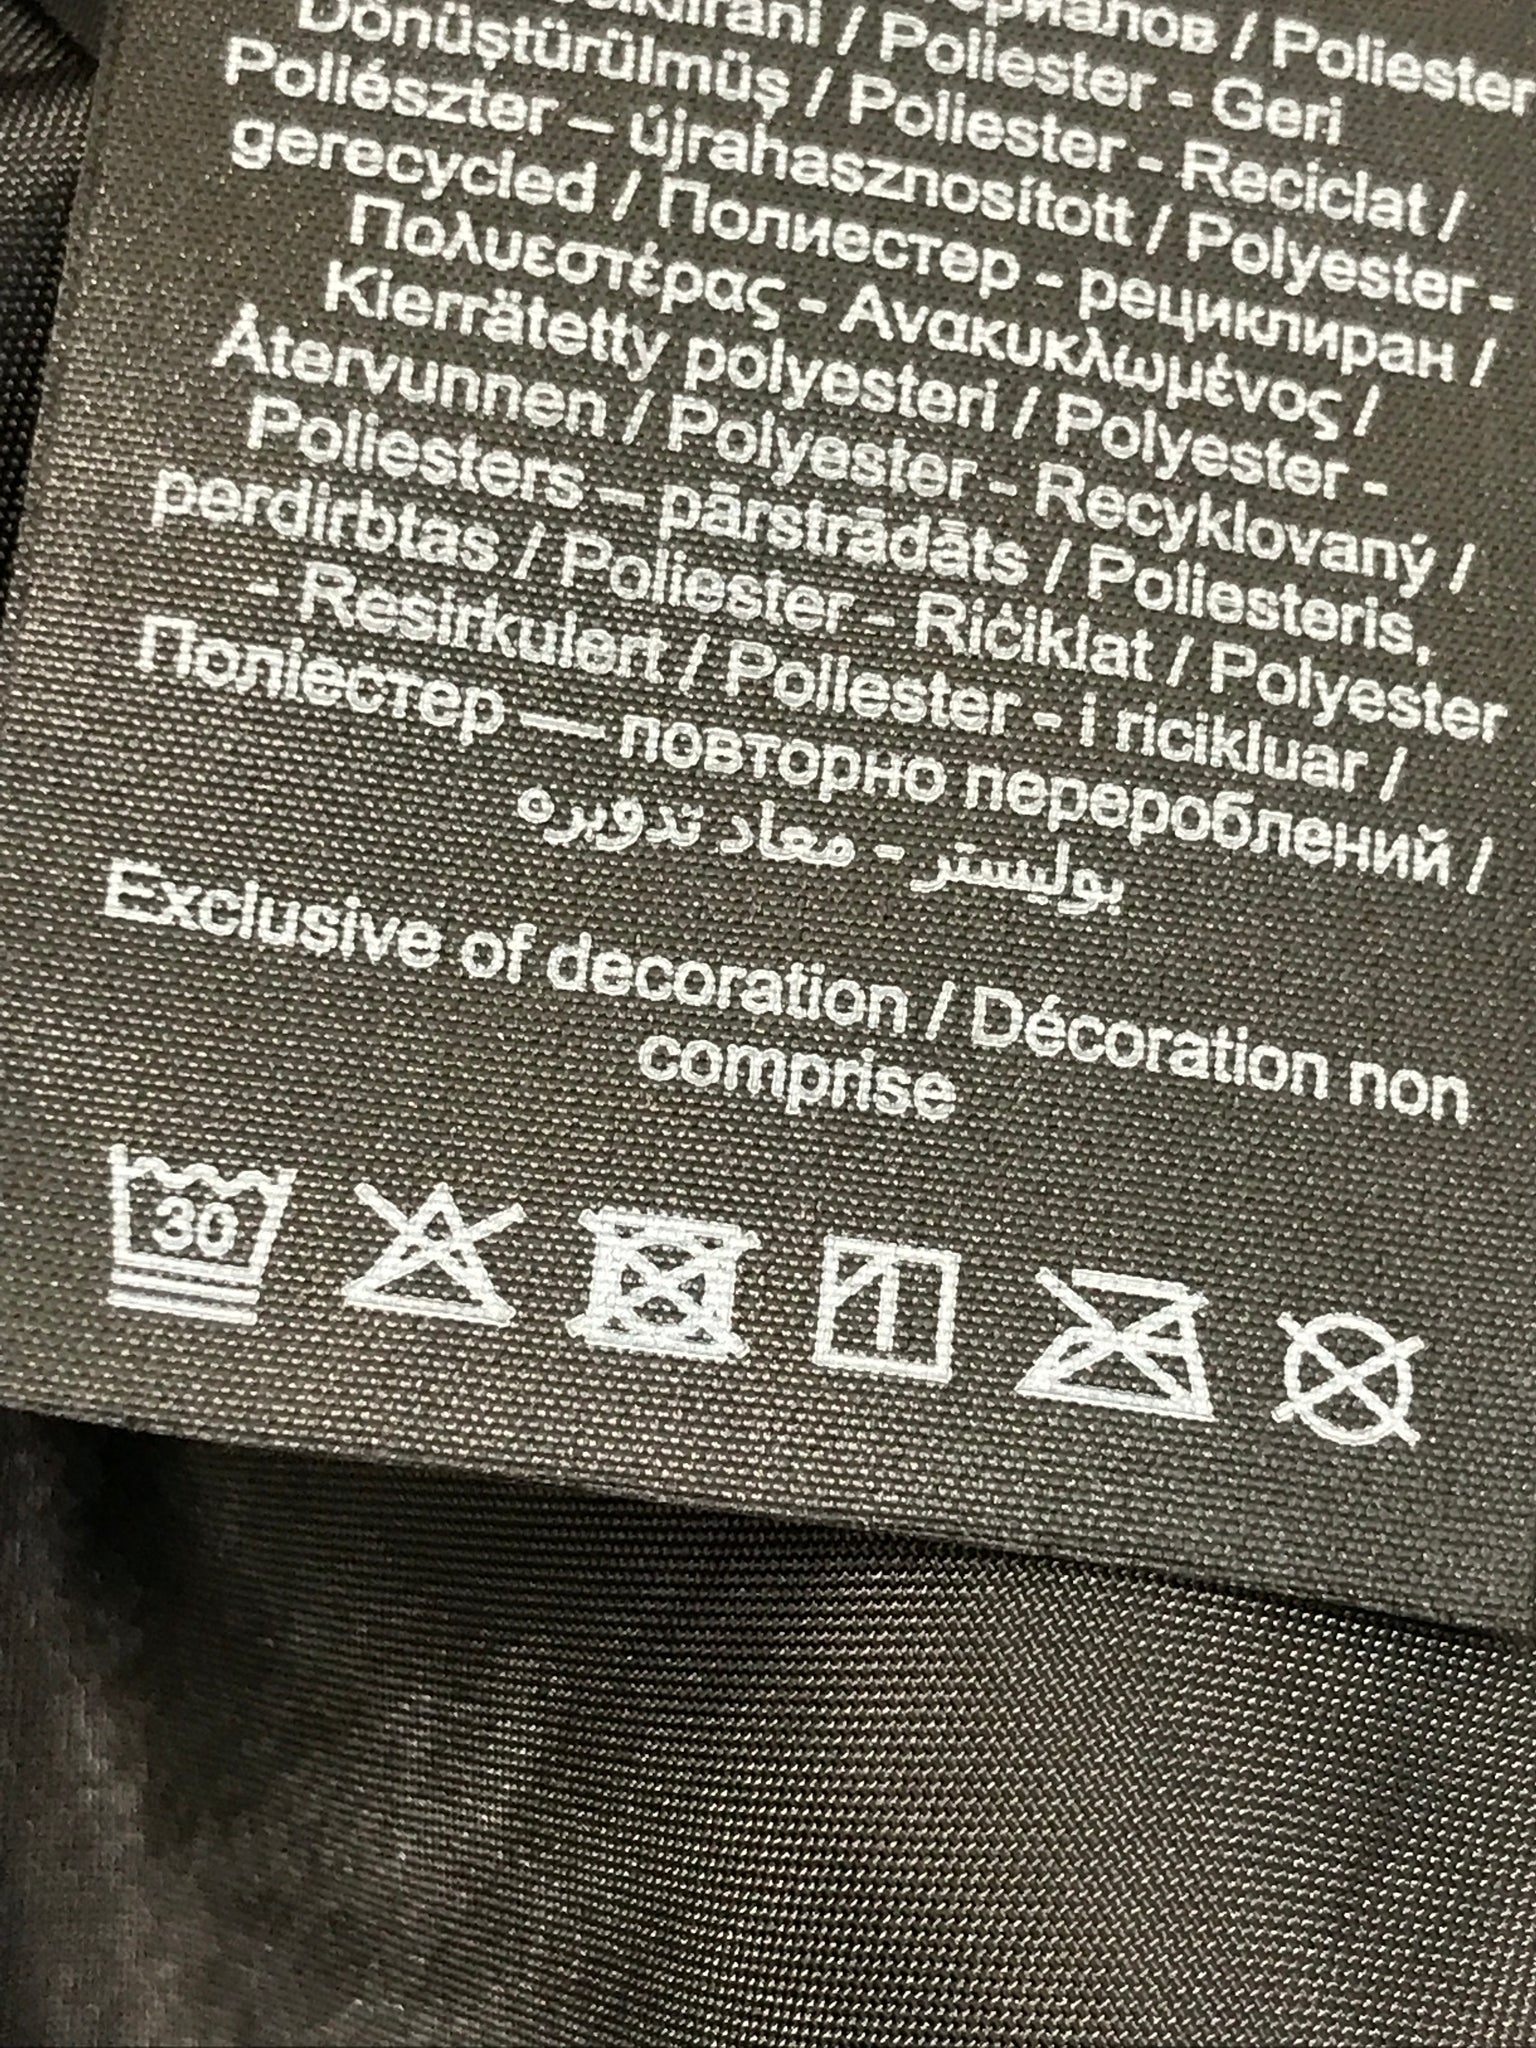 / Poliester
/ Poliester - Geri
Dönüştürülmüş / Poliester - Reciclat /
Poliészter – újrahasznosított / Polyester -
gerecycled / Полиестер - рециклиран /
Πολυεστέρας - Ανακυκλωμένος /
Kierrätetty polyesteri / Polyester -
Återvunnen / Polyester - Recyklovaný /
Poliesters – pārstrādāts / Poliesteris,
perdirbtas / Poliester - Riċiklat / Polyester
- Resirkulert / Poliester - i ricikluar /
Поліестер — повторно перероблений /
بوليستر - معاد تدويره
Exclusive of decoration / Décoration non
comprise
30